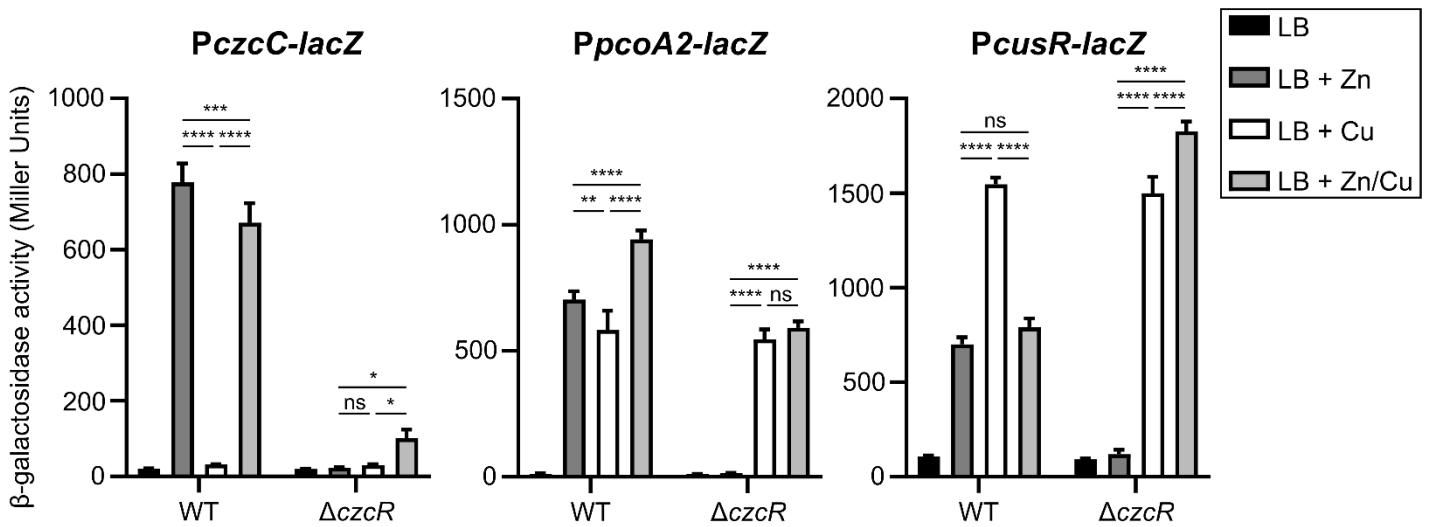 PczcC-lacZ
PpcoA2-lacZ
PcusR-lacZ
LB
LB + Zn
LB + Cu
LB + Zn/Cu
β-galactosidase activity (Miller Units)
1000
800
600
400
200
0
***
**** ****
*
ns *
WT
ΔczcR
1500
1000
500
0
****
** ****
****
**** ns
WT
ΔczcR
2000
1500
1000
500
0
ns
**** ****
****
**** ****
WT
ΔczcR